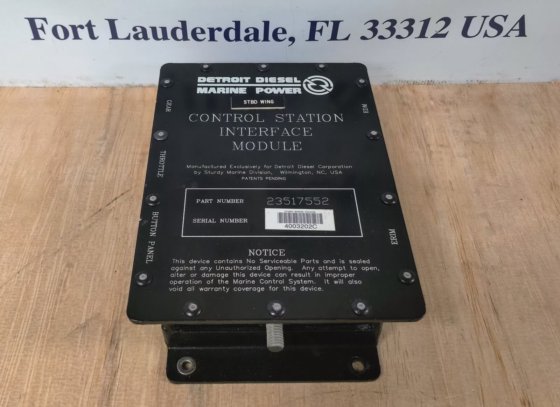 Fort Lauderdale, FL 33312 USA
DETROIT DIESEL
MARINE POWER
STBD WING
CONTROL STATION
INTERFACE
MODULE
Manufactured Exclusively for Detroit Diesel Corporation
by Sturdy Marine Division, Wilmington, NC, USA
PATENTS PENDING
PART NUMBER 23517552
SERIAL NUMBER
4003202C
NOTICE
This device contains No Serviceable Parts and is sealed
against any Unauthorized Opening. Any attempt to open,
alter or damage this device can result in improper
operation of the Marine Control System. It will also
void all warranty coverage for this device.
GEAR
THROTTLE
BUTTON PANEL
ERIM